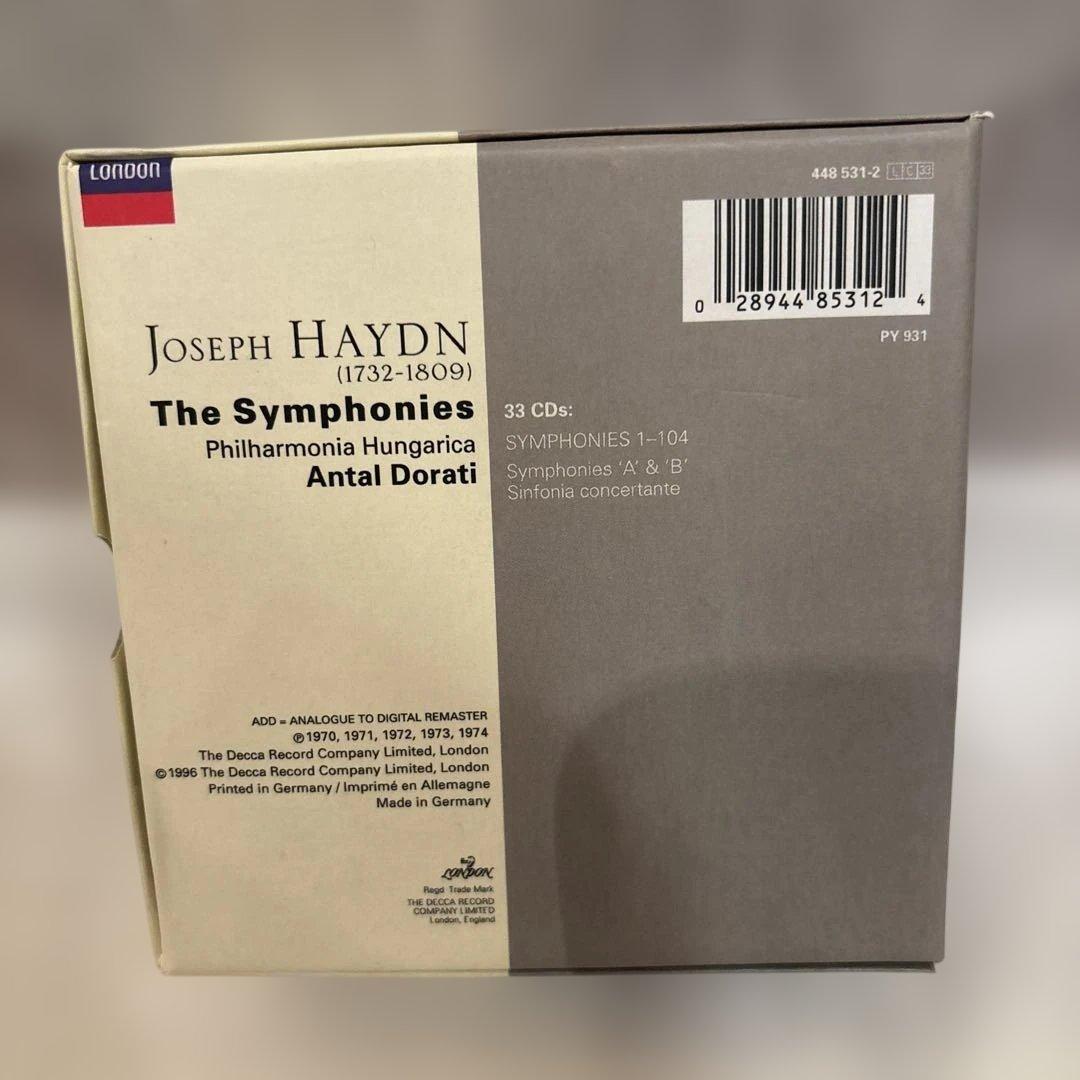 LONDON
448 531-2 LC 33
0 28944 85312 4
PY 931
JOSEPH HAYDN
(1732-1809)
The Symphonies
Philharmonia Hungarica
Antal Dorati
33 CDs:
SYMPHONIES 1–104
Symphonies ‘A’ & ‘B’
Sinfonia concertante
ADD = ANALOGUE TO DIGITAL REMASTER
℗ 1970, 1971, 1972, 1973, 1974
The Decca Record Company Limited, London
© 1996 The Decca Record Company Limited, London
Printed in Germany / Imprimé en Allemagne
Made in Germany
LONDON
Regd Trade Mark
THE DECCA RECORD
COMPANY LIMITED
London, England